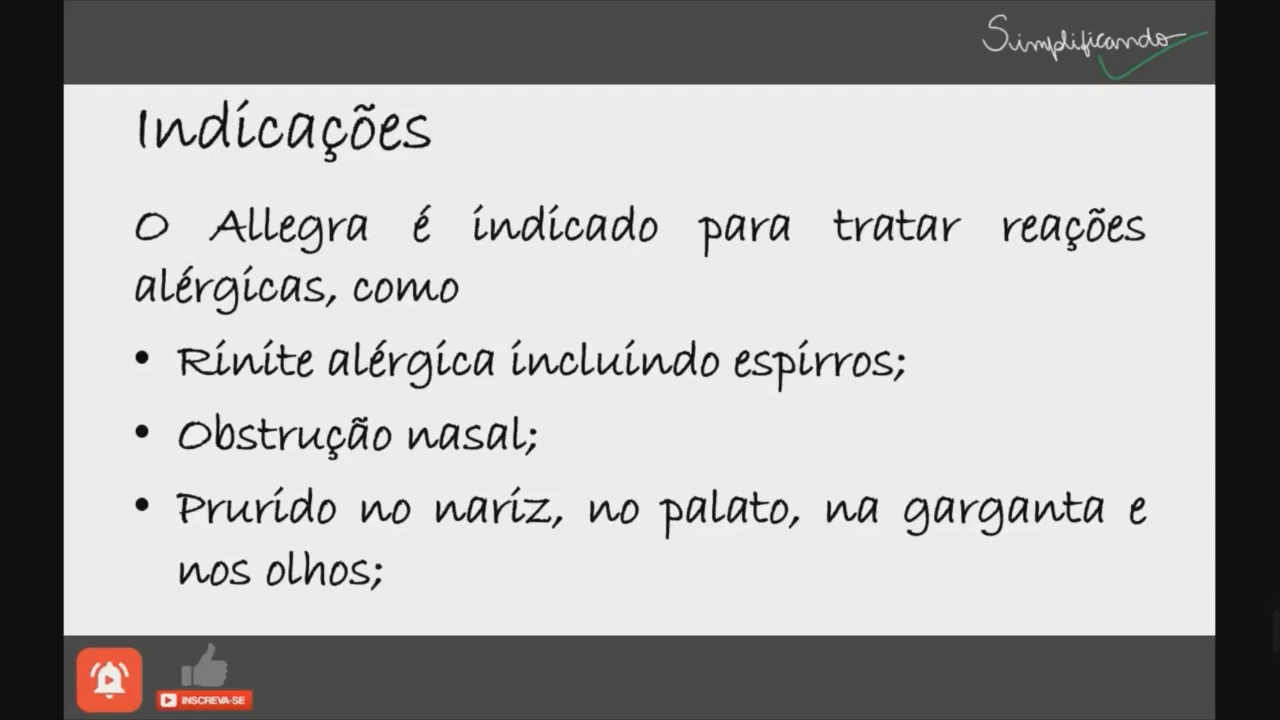 Simplificando
Indicações
O Allegra é indicado para tratar reações
alérgicas, como
• Rinite alérgica incluindo espirros;
• Obstrução nasal;
• Prurido no nariz, no palato, na garganta e
nos olhos;
INSCREVA-SE